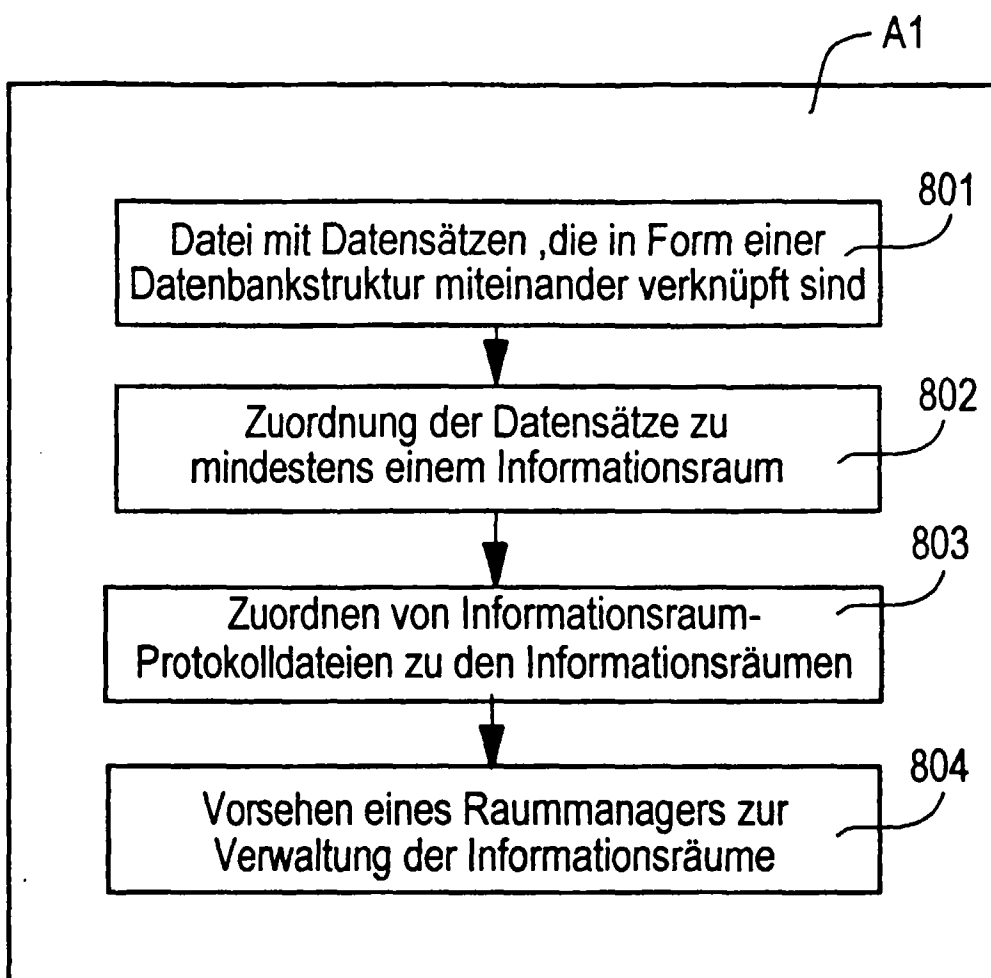 A1
801
Datei mit Datensätzen ,die in Form einer
Datenbankstruktur miteinander verknüpft sind
802
Zuordnung der Datensätze zu
mindestens einem Informationsraum
803
Zuordnen von Informationsraum-
Protokolldateien zu den Informationsräumen
804
Vorsehen eines Raummanagers zur
Verwaltung der Informationsräume